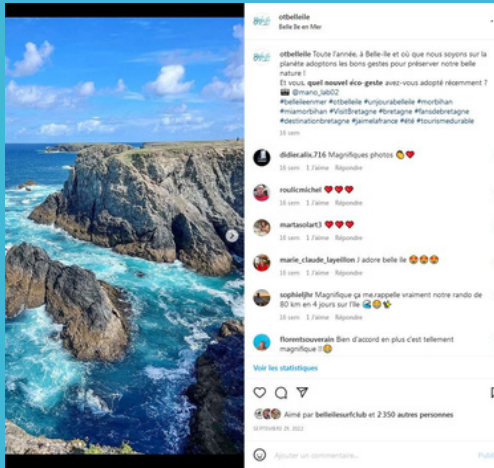 otbelleile
Belle Ile en Mer
otbelleile Toute l'année, à Belle-ile et où que nous soyons sur la
planète adoptons les bons gestes pour préserver notre belle
nature !
Et vous, quel nouvel éco-geste avez-vous adopté récemment ?
📷 @mano_lab02
#belleileenmer #otbelleile #unjourabelleile #morbihan
#miamorbihan #VisitBretagne #bretagne #fansdebretagne
#destinationbretagne #jaimelafrance #été #tourismedurable
16 sem
didier.alix.716 Magnifiques photos 👏❤️
16 sem 1 J'aime Répondre
roulicmichel ❤️❤️❤️
16 sem 1 J'aime Répondre
martasolart3 ❤️❤️❤️
16 sem 1 J'aime Répondre
marie_claude_layeillon J adore belle ile 😍😍😍
16 sem 1 J'aime Répondre
sophieljhr Magnifique ça me.rappelle vraiment notre rando de
80 km en 4 jours sur l'île
16 sem 1 J'aime Répondre
florentsouverain Bien d'accord en plus c'est tellement
magnifique !!
Voir les statistiques
Aimé par belleilesurfclub et 2 350 autres personnes
SEPTEMBRE 26, 2022
Ajouter un commentaire...